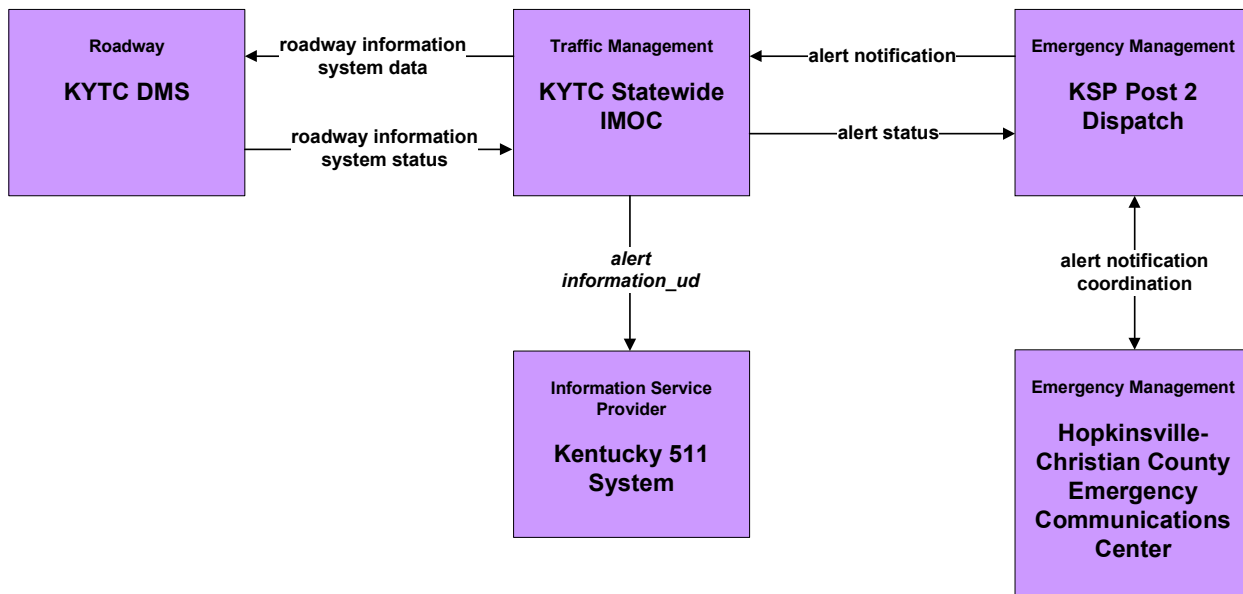 Roadway
KYTC DMS
roadway information
system data
roadway information
system status
Traffic Management
KYTC Statewide
IMOC
alert notification
alert status
Emergency Management
KSP Post 2
Dispatch
alert
information_ud
alert notification
coordination
Information Service
Provider
Kentucky 511
System
Emergency Management
Hopkinsville-
Christian County
Emergency
Communications
Center